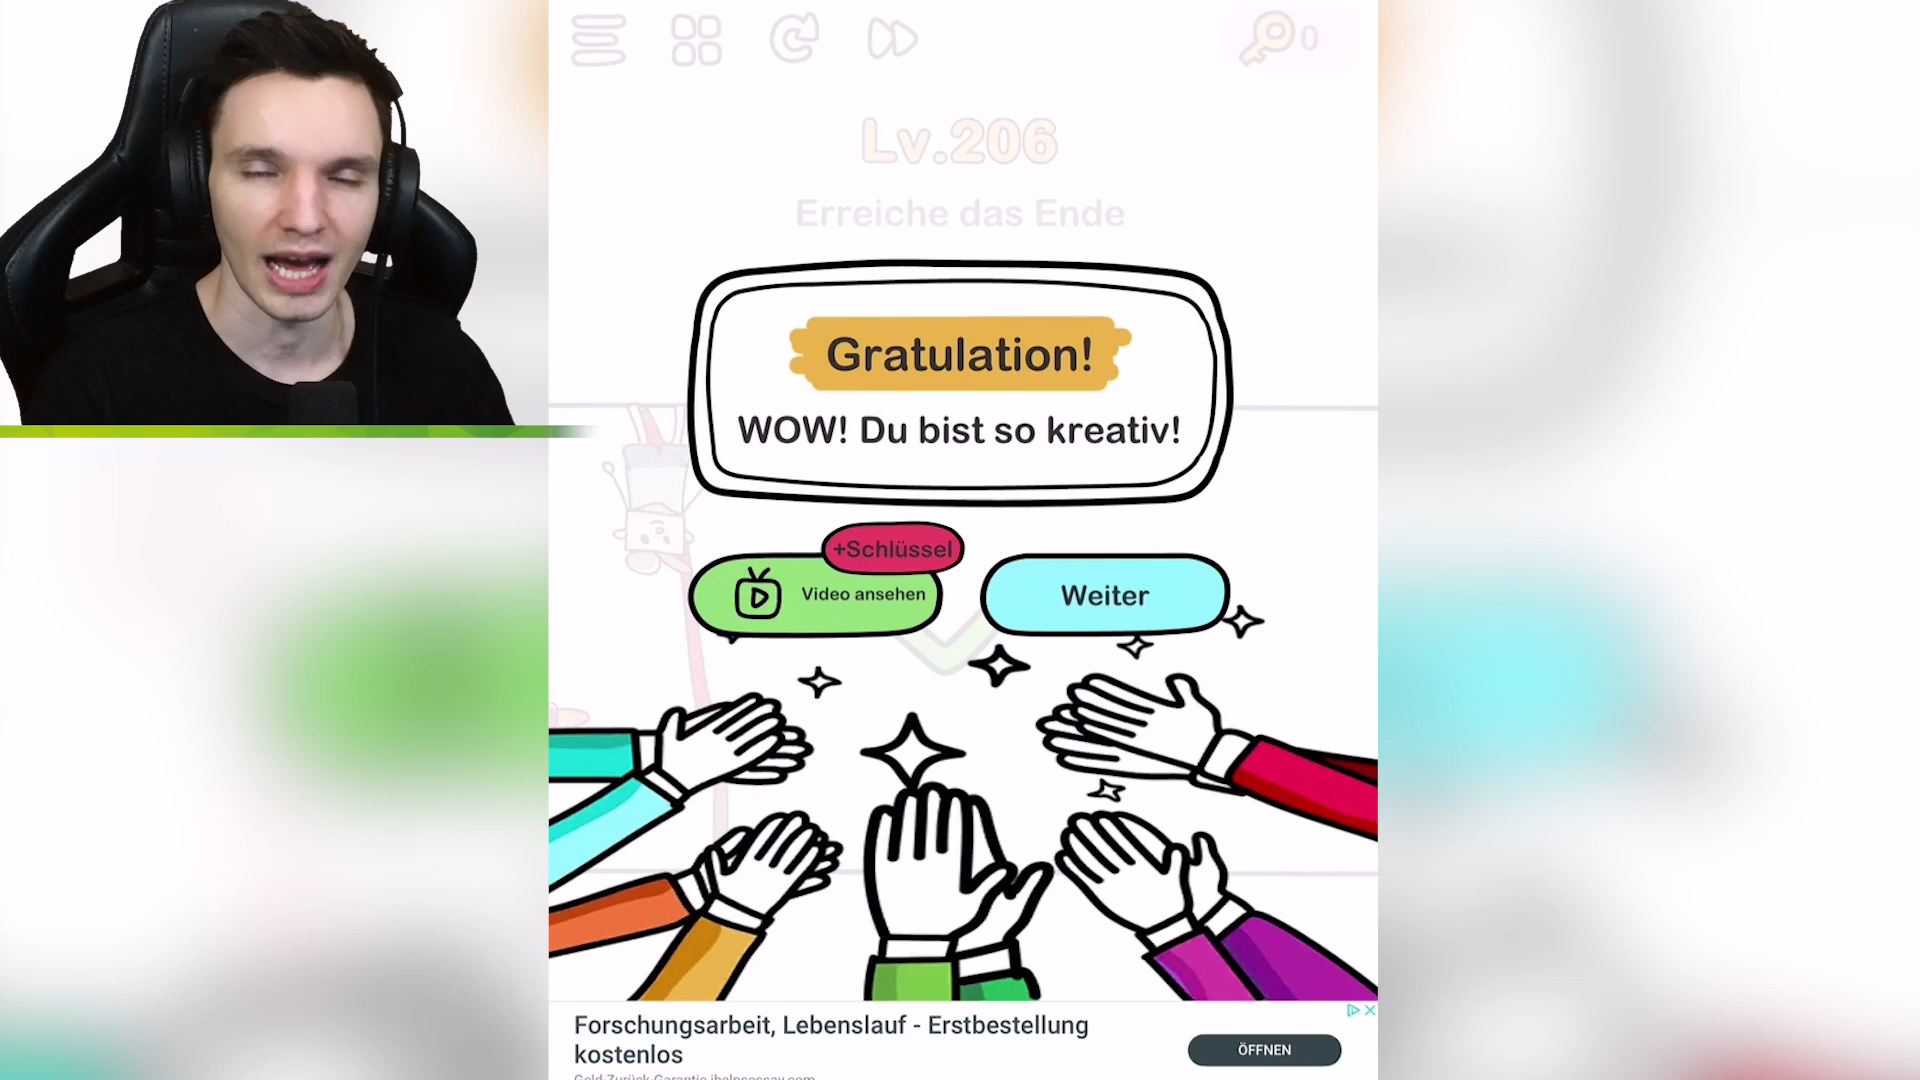 0
Lv.206
Erreiche das Ende
Gratulation!
WOW! Du bist so kreativ!
+Schlüssel
Video ansehen
Weiter
Forschungsarbeit, Lebenslauf - Erstbestellung
kostenlos
ÖFFNEN